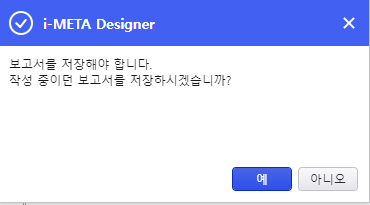 i-META Designer
보고서를 저장해야 합니다.
작성 중이던 보고서를 저장하시겠습니까?
예
아니오